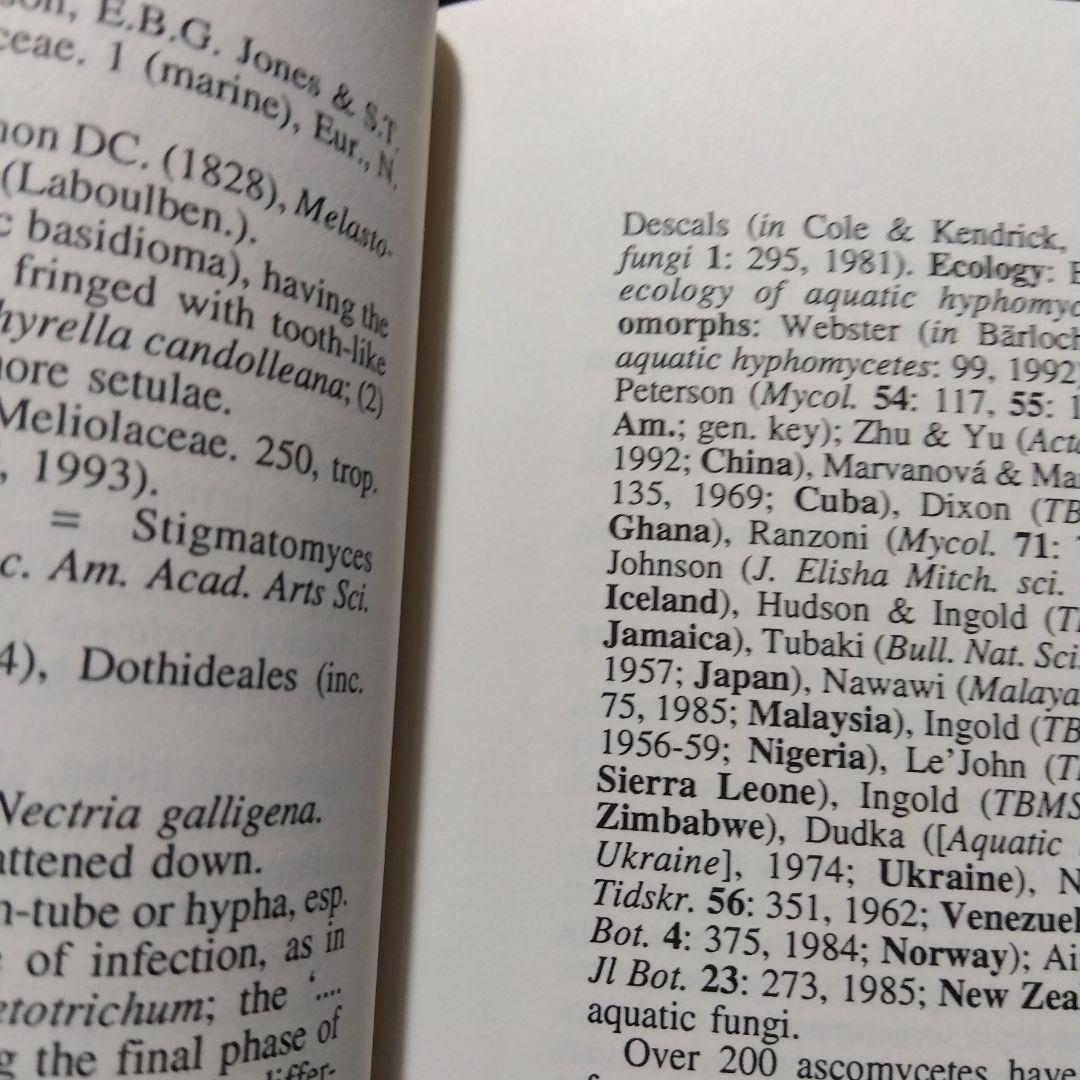 E.B.G. Jones & S.T.
1 (marine), Eur., N.
DC. (1828), Melasto-
(Laboulben.).
basidioma), having the
fringed with tooth-like
candolleana; (2)
setulae.
Meliolaceae. 250, trop.
, 1993).
= Stigmatomyces
c. Am. Acad. Arts Sci.
4), Dothideales (inc.
Nectria galligena.
down.
n-tube or hypha, esp.
of infection, as in
etotrichum; the ‘....
the final phase of
differ-
Descals (in Cole & Kendrick,
fungi 1: 295, 1981). Ecology: E
ecology of aquatic hyphomyc
omorphs: Webster (in Bärloch
aquatic hyphomycetes: 99, 1992)
Peterson (Mycol. 54: 117, 55: 1
Am.; gen. key); Zhu & Yu (Acta
1992; China), Marvanová & Ma
135, 1969; Cuba), Dixon (TB
Ghana), Ranzoni (Mycol. 71:
Johnson (J. Elisha Mitch. sci.
Iceland), Hudson & Ingold (T
Jamaica), Tubaki (Bull. Nat. Sci.
1957; Japan), Nawawi (Malaya
75, 1985; Malaysia), Ingold (TB
1956-59; Nigeria), Le’John (T
Sierra Leone), Ingold (TBMS
Zimbabwe), Dudka ([Aquatic
Ukraine], 1974; Ukraine), N
Tidskr. 56: 351, 1962; Venezuel
Bot. 4: 375, 1984; Norway); Ai
Jl Bot. 23: 273, 1985; New Zea
aquatic fungi.
Over 200 ascomycetes have